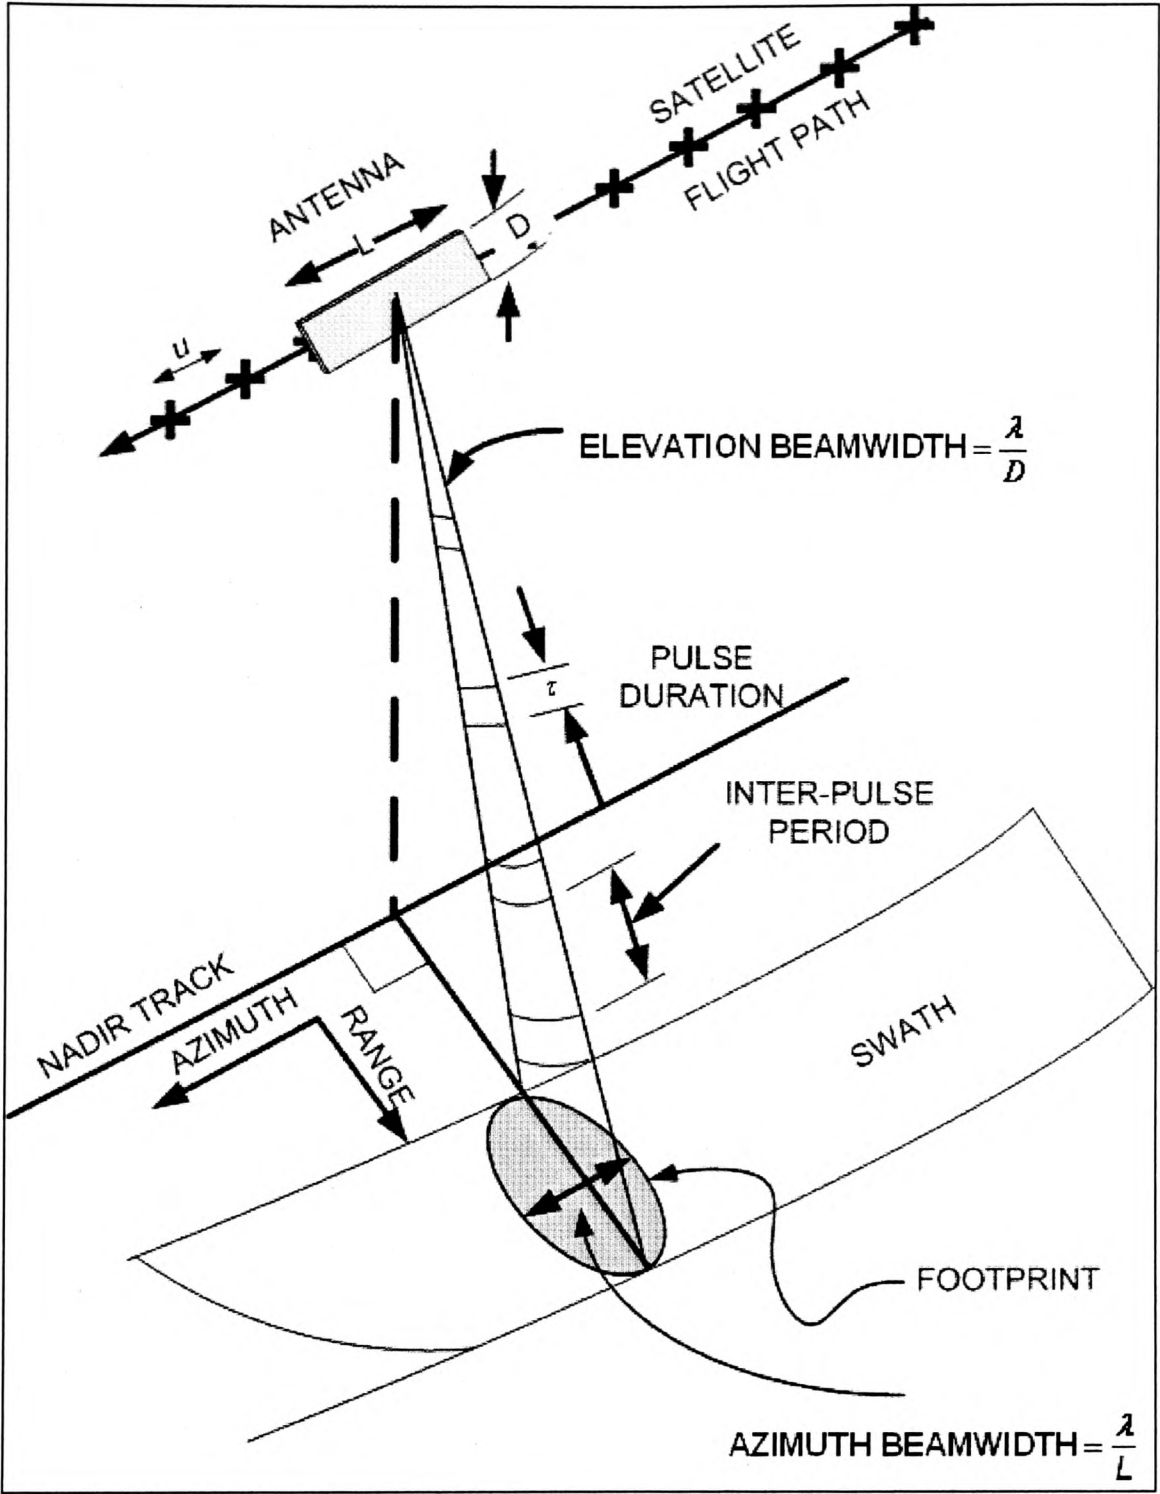 SATELLITE
FLIGHT PATH
ANTENNA
L
D
u
ELEVATION BEAMWIDTH = λ/D
τ
PULSE
DURATION
INTER-PULSE
PERIOD
NADIR TRACK
AZIMUTH
RANGE
SWATH
FOOTPRINT
AZIMUTH BEAMWIDTH = λ/L